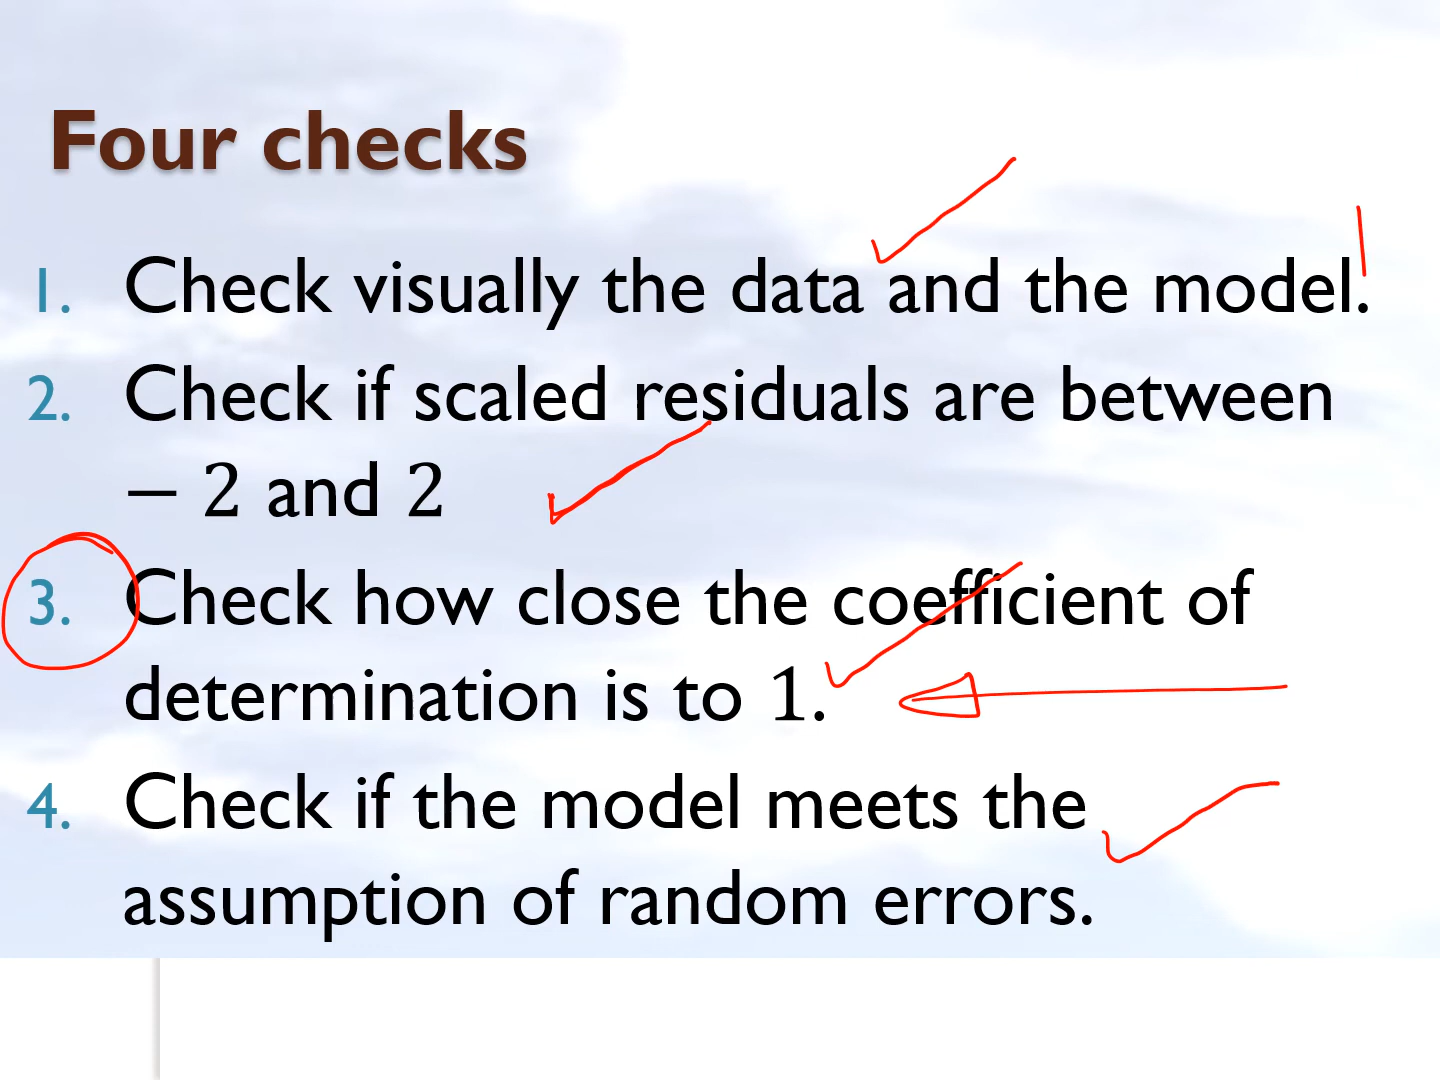 Four checks
1. Check visually the data and the model.
2. Check if scaled residuals are between
− 2 and 2
3. Check how close the coefficient of
determination is to 1.
4. Check if the model meets the
assumption of random errors.